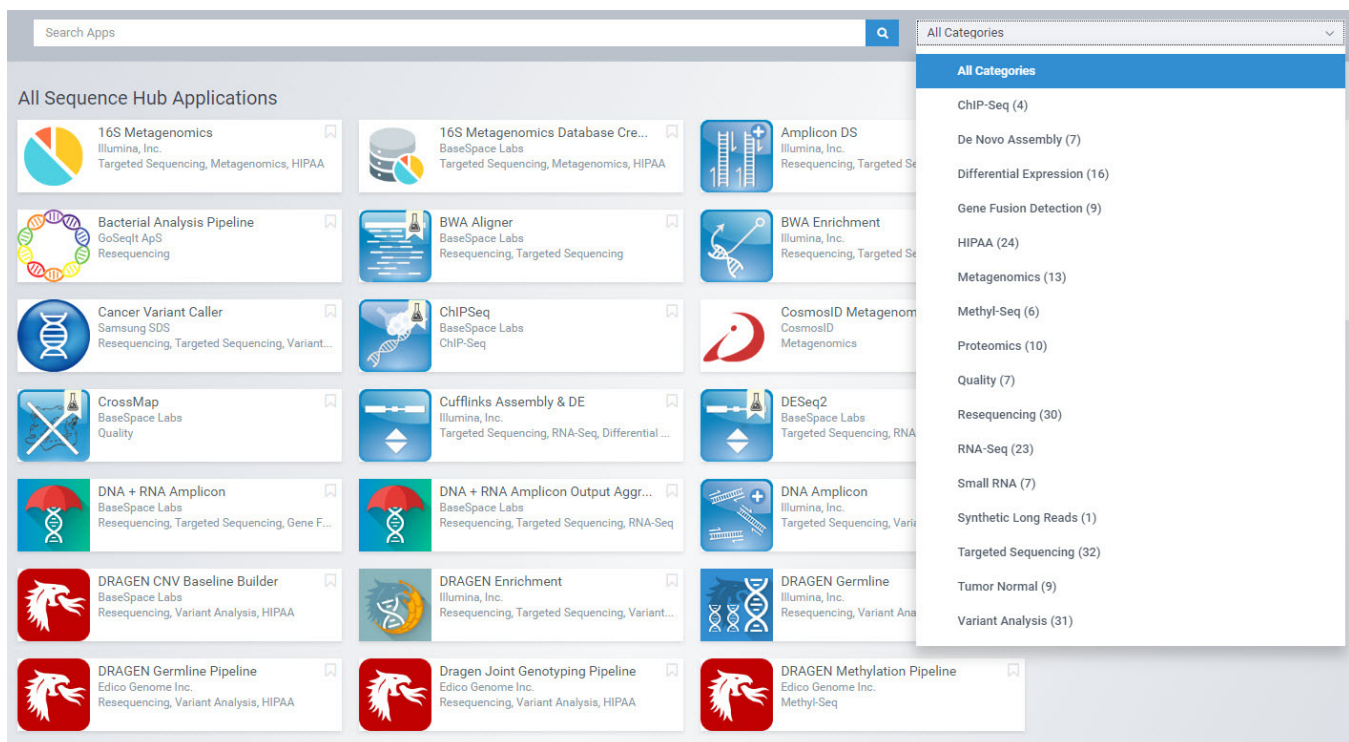 Search Apps
All Categories
All Categories
ChIP-Seq (4)
De Novo Assembly (7)
Differential Expression (16)
Gene Fusion Detection (9)
HIPAA (24)
Metagenomics (13)
Methyl-Seq (6)
Proteomics (10)
Quality (7)
Resequencing (30)
RNA-Seq (23)
Small RNA (7)
Synthetic Long Reads (1)
Targeted Sequencing (32)
Tumor Normal (9)
Variant Analysis (31)
All Sequence Hub Applications
16S Metagenomics
Illumina, Inc.
Targeted Sequencing, Metagenomics, HIPAA
16S Metagenomics Database Cre...
BaseSpace Labs
Targeted Sequencing, Metagenomics, HIPAA
Amplicon DS
Illumina, Inc.
Resequencing, Targeted Se
Bacterial Analysis Pipeline
GoSeqIt ApS
Resequencing
BWA Aligner
BaseSpace Labs
Resequencing, Targeted Sequencing
BWA Enrichment
Illumina, Inc.
Resequencing, Targeted Se
Cancer Variant Caller
Samsung SDS
Resequencing, Targeted Sequencing, Variant...
ChIPSeq
BaseSpace Labs
ChIP-Seq
CosmosID Metagenom
CosmosID
Metagenomics
CrossMap
BaseSpace Labs
Quality
Cufflinks Assembly & DE
Illumina, Inc.
Targeted Sequencing, RNA-Seq, Differential ...
DESeq2
BaseSpace Labs
Targeted Sequencing, RNA
DNA + RNA Amplicon
BaseSpace Labs
Resequencing, Targeted Sequencing, Gene F...
DNA + RNA Amplicon Output Aggr...
BaseSpace Labs
Resequencing, Targeted Sequencing, RNA-Seq
DNA Amplicon
Illumina, Inc.
Targeted Sequencing, Varia
DRAGEN CNV Baseline Builder
BaseSpace Labs
Resequencing, Variant Analysis, HIPAA
DRAGEN Enrichment
Illumina, Inc.
Resequencing, Targeted Sequencing, Variant...
DRAGEN Germline
Illumina, Inc.
Resequencing, Variant Ana
DRAGEN Germline Pipeline
Edico Genome Inc.
Resequencing, Variant Analysis, HIPAA
Dragen Joint Genotyping Pipeline
Edico Genome Inc.
Resequencing, Variant Analysis, HIPAA
DRAGEN Methylation Pipeline
Edico Genome Inc.
Methyl-Seq